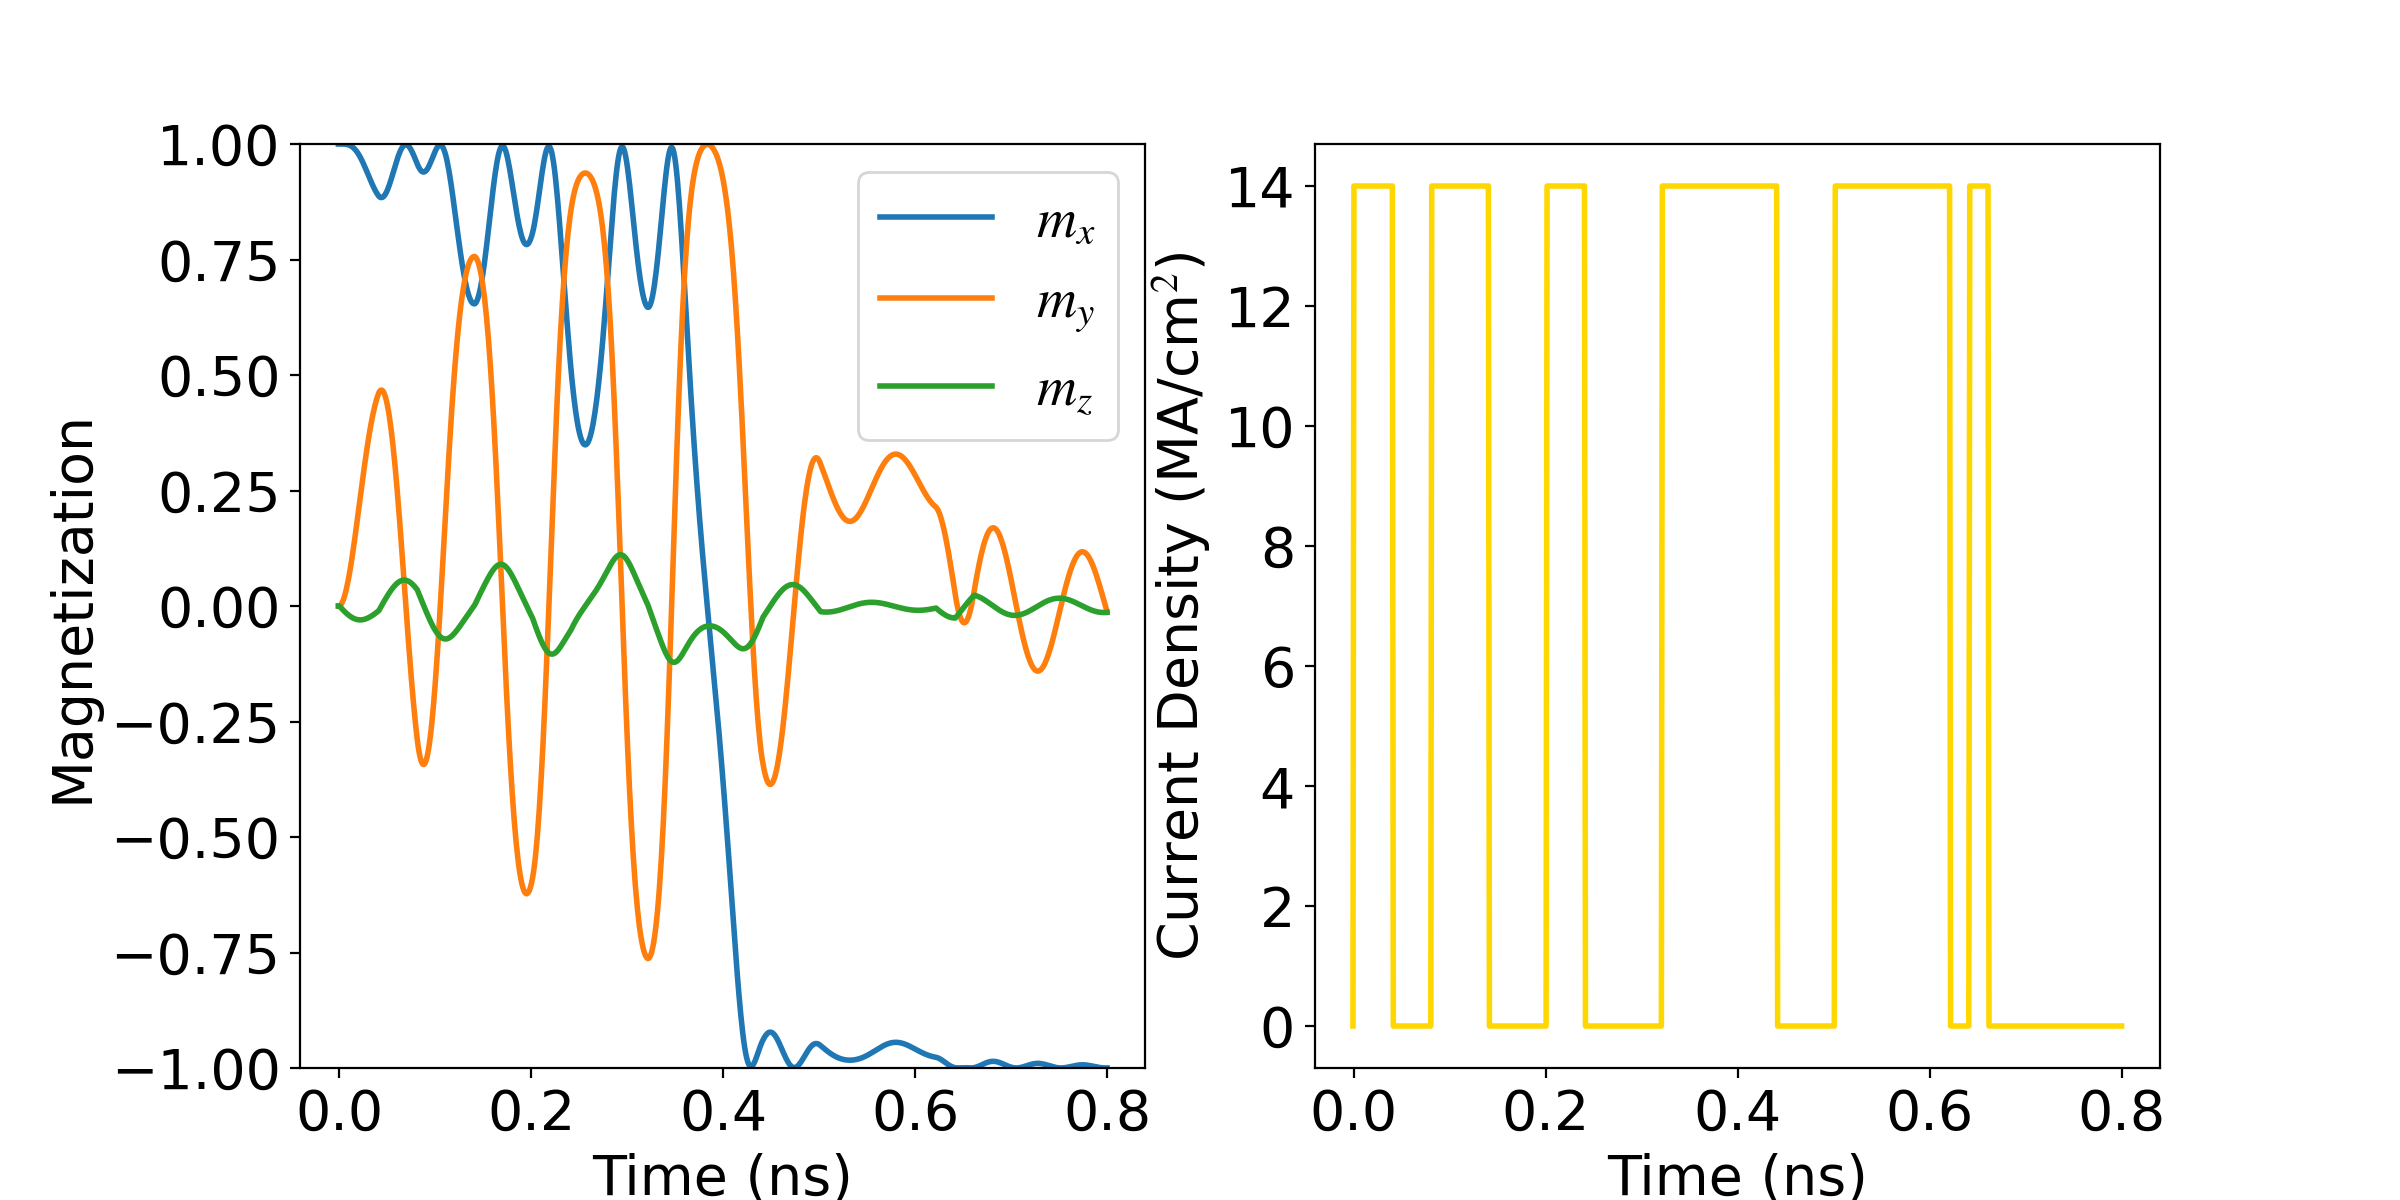 1.00
0.75
0.50
0.25
0.00
−0.25
−0.50
−0.75
−1.00
Magnetization
0.0 0.2 0.4 0.6 0.8
Time (ns)
m_x
m_y
m_z
14
12
10
8
6
4
2
0
Current Density (MA/cm²)
0.0 0.2 0.4 0.6 0.8
Time (ns)